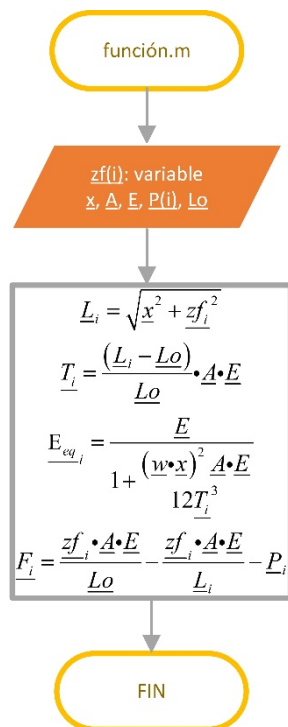 función.m
zf(i): variable
x, A, E, P(i), Lo
L_i = √(x² + zf_i²)
T_i = (L_i − Lo)/Lo • A • E
E_eq_i = E / (1 + ((w • x)² A • E)/(12T_i³))
F_i = (zf_i • A • E)/Lo − (zf_i • A • E)/L_i − P_i
FIN